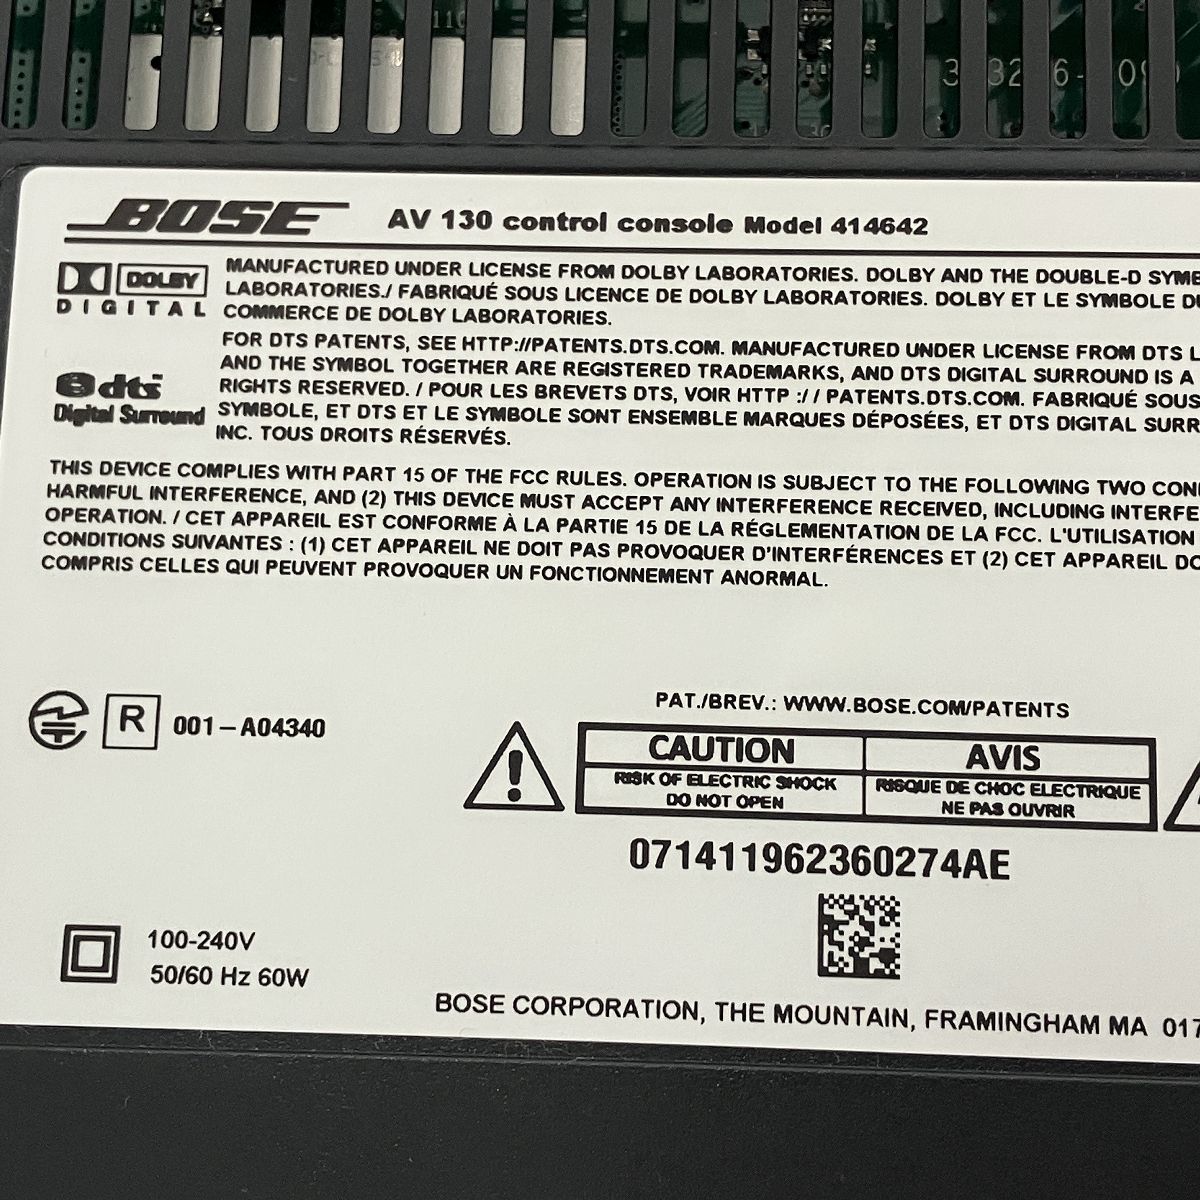 BOSE AV 130 control console Model 414642
DOLBY
DIGITAL
MANUFACTURED UNDER LICENSE FROM DOLBY LABORATORIES. DOLBY AND THE DOUBLE-D
LABORATORIES./ FABRIQUÉ SOUS LICENCE DE DOLBY LABORATORIES. DOLBY ET LE SYMBOLE
COMMERCE DE DOLBY LABORATORIES.
dts
Digital Surround
FOR DTS PATENTS, SEE HTTP://PATENTS.DTS.COM. MANUFACTURED UNDER LICENSE FROM DTS
AND THE SYMBOL TOGETHER ARE REGISTERED TRADEMARKS, AND DTS DIGITAL SURROUND IS A
RIGHTS RESERVED. / POUR LES BREVETS DTS, VOIR HTTP :/ / PATENTS.DTS.COM. FABRIQUÉ SOUS
SYMBOLE, ET DTS ET LE SYMBOLE SONT ENSEMBLE MARQUES DÉPOSÉES, ET DTS DIGITAL
INC. TOUS DROITS RÉSERVÉS.
THIS DEVICE COMPLIES WITH PART 15 OF THE FCC RULES. OPERATION IS SUBJECT TO THE FOLLOWING TWO
HARMFUL INTERFERENCE, AND (2) THIS DEVICE MUST ACCEPT ANY INTERFERENCE RECEIVED, INCLUDING
OPERATION. / CET APPAREIL EST CONFORME À LA PARTIE 15 DE LA RÉGLEMENTATION DE LA FCC. L'UTILISATION
CONDITIONS SUIVANTES : (1) CET APPAREIL NE DOIT PAS PROVOQUER D'INTERFÉRENCES ET (2) CET APPAREIL
COMPRIS CELLES QUI PEUVENT PROVOQUER UN FONCTIONNEMENT ANORMAL.
R 001-A04340
PAT./BREV.: WWW.BOSE.COM/PATENTS
CAUTION
RISK OF ELECTRIC SHOCK
DO NOT OPEN
AVIS
RISQUE DE CHOC ELECTRIQUE
NE PAS OUVRIR
071411962360274AE
100-240V
50/60 Hz 60W
BOSE CORPORATION, THE MOUNTAIN, FRAMINGHAM MA